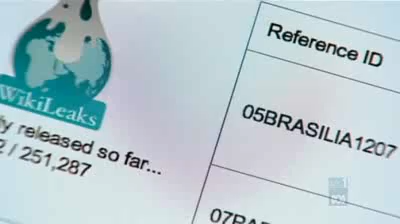 WikiLeaks
ly released so far...
2 / 251,287
Reference ID
05BRASILIA1207